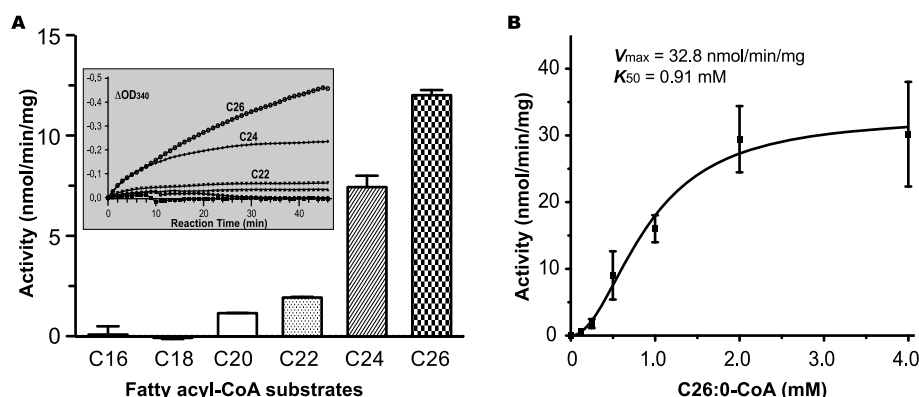 A
15
10
5
0
Activity (nmol/min/mg)
-0,5
-0,4
-0,3
-0,2
-0,1
0,0
ΔOD340
C26
C24
C22
0
10
20
30
40
Reaction Time (min)
C16 C18 C20 C22 C24 C26
Fatty acyl-CoA substrates
B
Vmax = 32.8 nmol/min/mg
K50 = 0.91 mM
40
30
20
10
0
Activity (nmol/min/mg)
0 1.0 2.0 3.0 4.0
C26:0-CoA (mM)